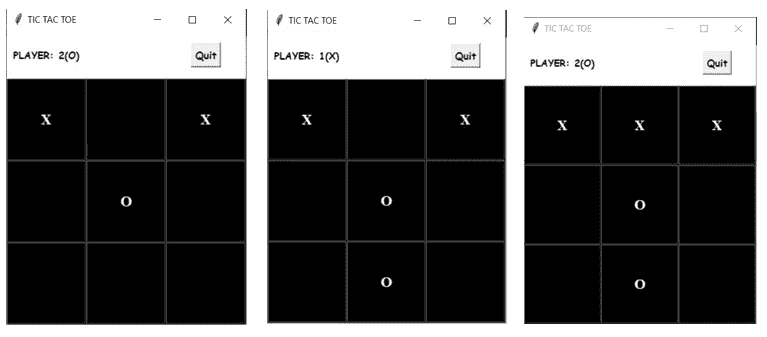 TIC TAC TOE
PLAYER: 2(O)
Quit
X X
O
TIC TAC TOE
PLAYER: 1(X)
Quit
X X
O
O
TIC TAC TOE
PLAYER: 2(O)
Quit
X X X
O
O